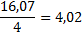 16,07/4 = 4,02